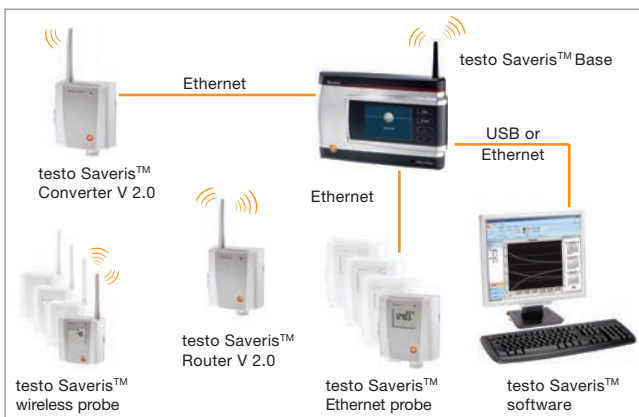 testo Saveris™ Base
Ethernet
USB or
Ethernet
testo Saveris™
Converter V 2.0
Ethernet
testo Saveris™
wireless probe
testo Saveris™
Router V 2.0
testo Saveris™
Ethernet probe
testo Saveris™
software